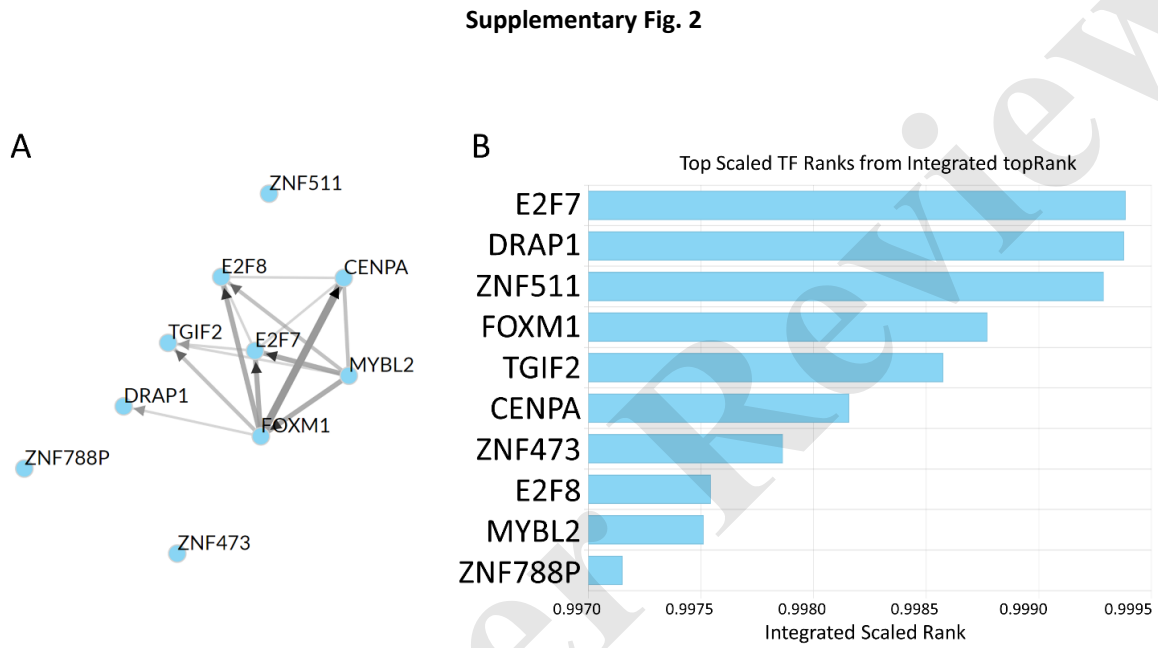 Supplementary Fig. 2
A
ZNF511
E2F8
CENPA
TGIF2
E2F7
MYBL2
DRAP1
FOXM1
ZNF788P
ZNF473
B
Top Scaled TF Ranks from Integrated topRank
E2F7
DRAP1
ZNF511
FOXM1
TGIF2
CENPA
ZNF473
E2F8
MYBL2
ZNF788P
0.9970 0.9975 0.9980 0.9985 0.9990 0.9995
Integrated Scaled Rank
er Review